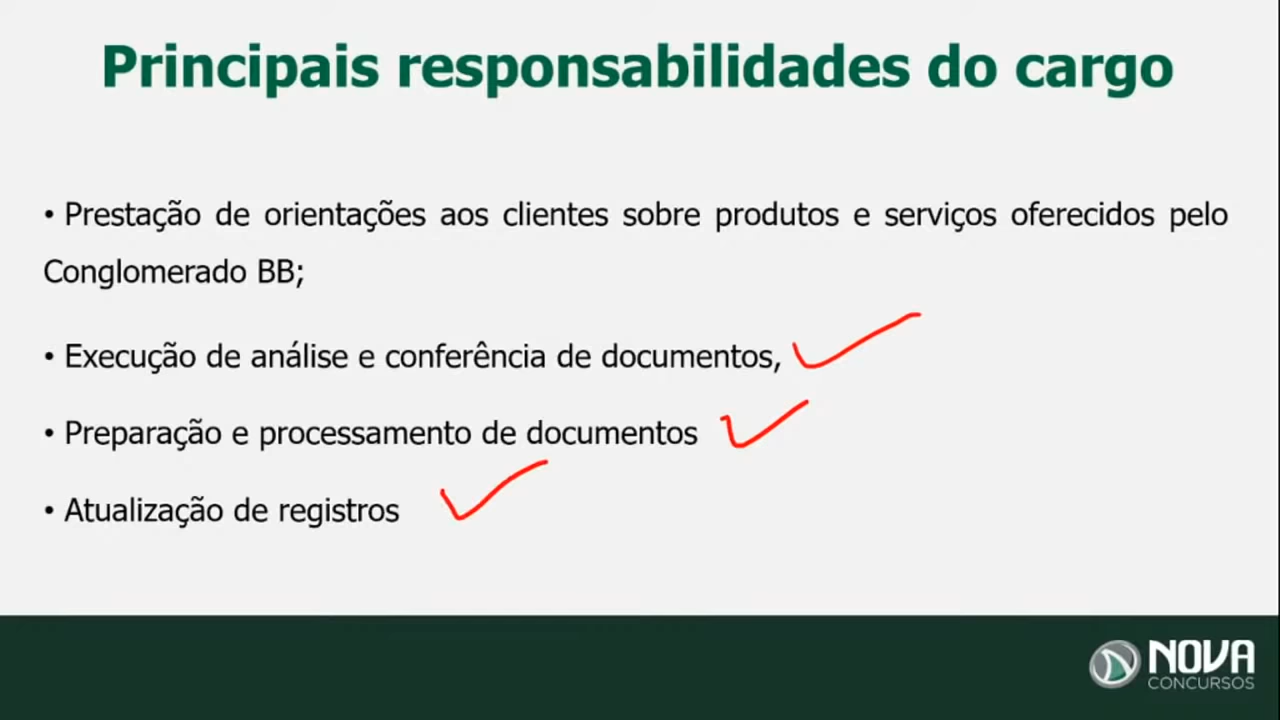 Principais responsabilidades do cargo
• Prestação de orientações aos clientes sobre produtos e serviços oferecidos pelo
Conglomerado BB;
• Execução de análise e conferência de documentos,
• Preparação e processamento de documentos
• Atualização de registros
NOVA
CONCURSOS